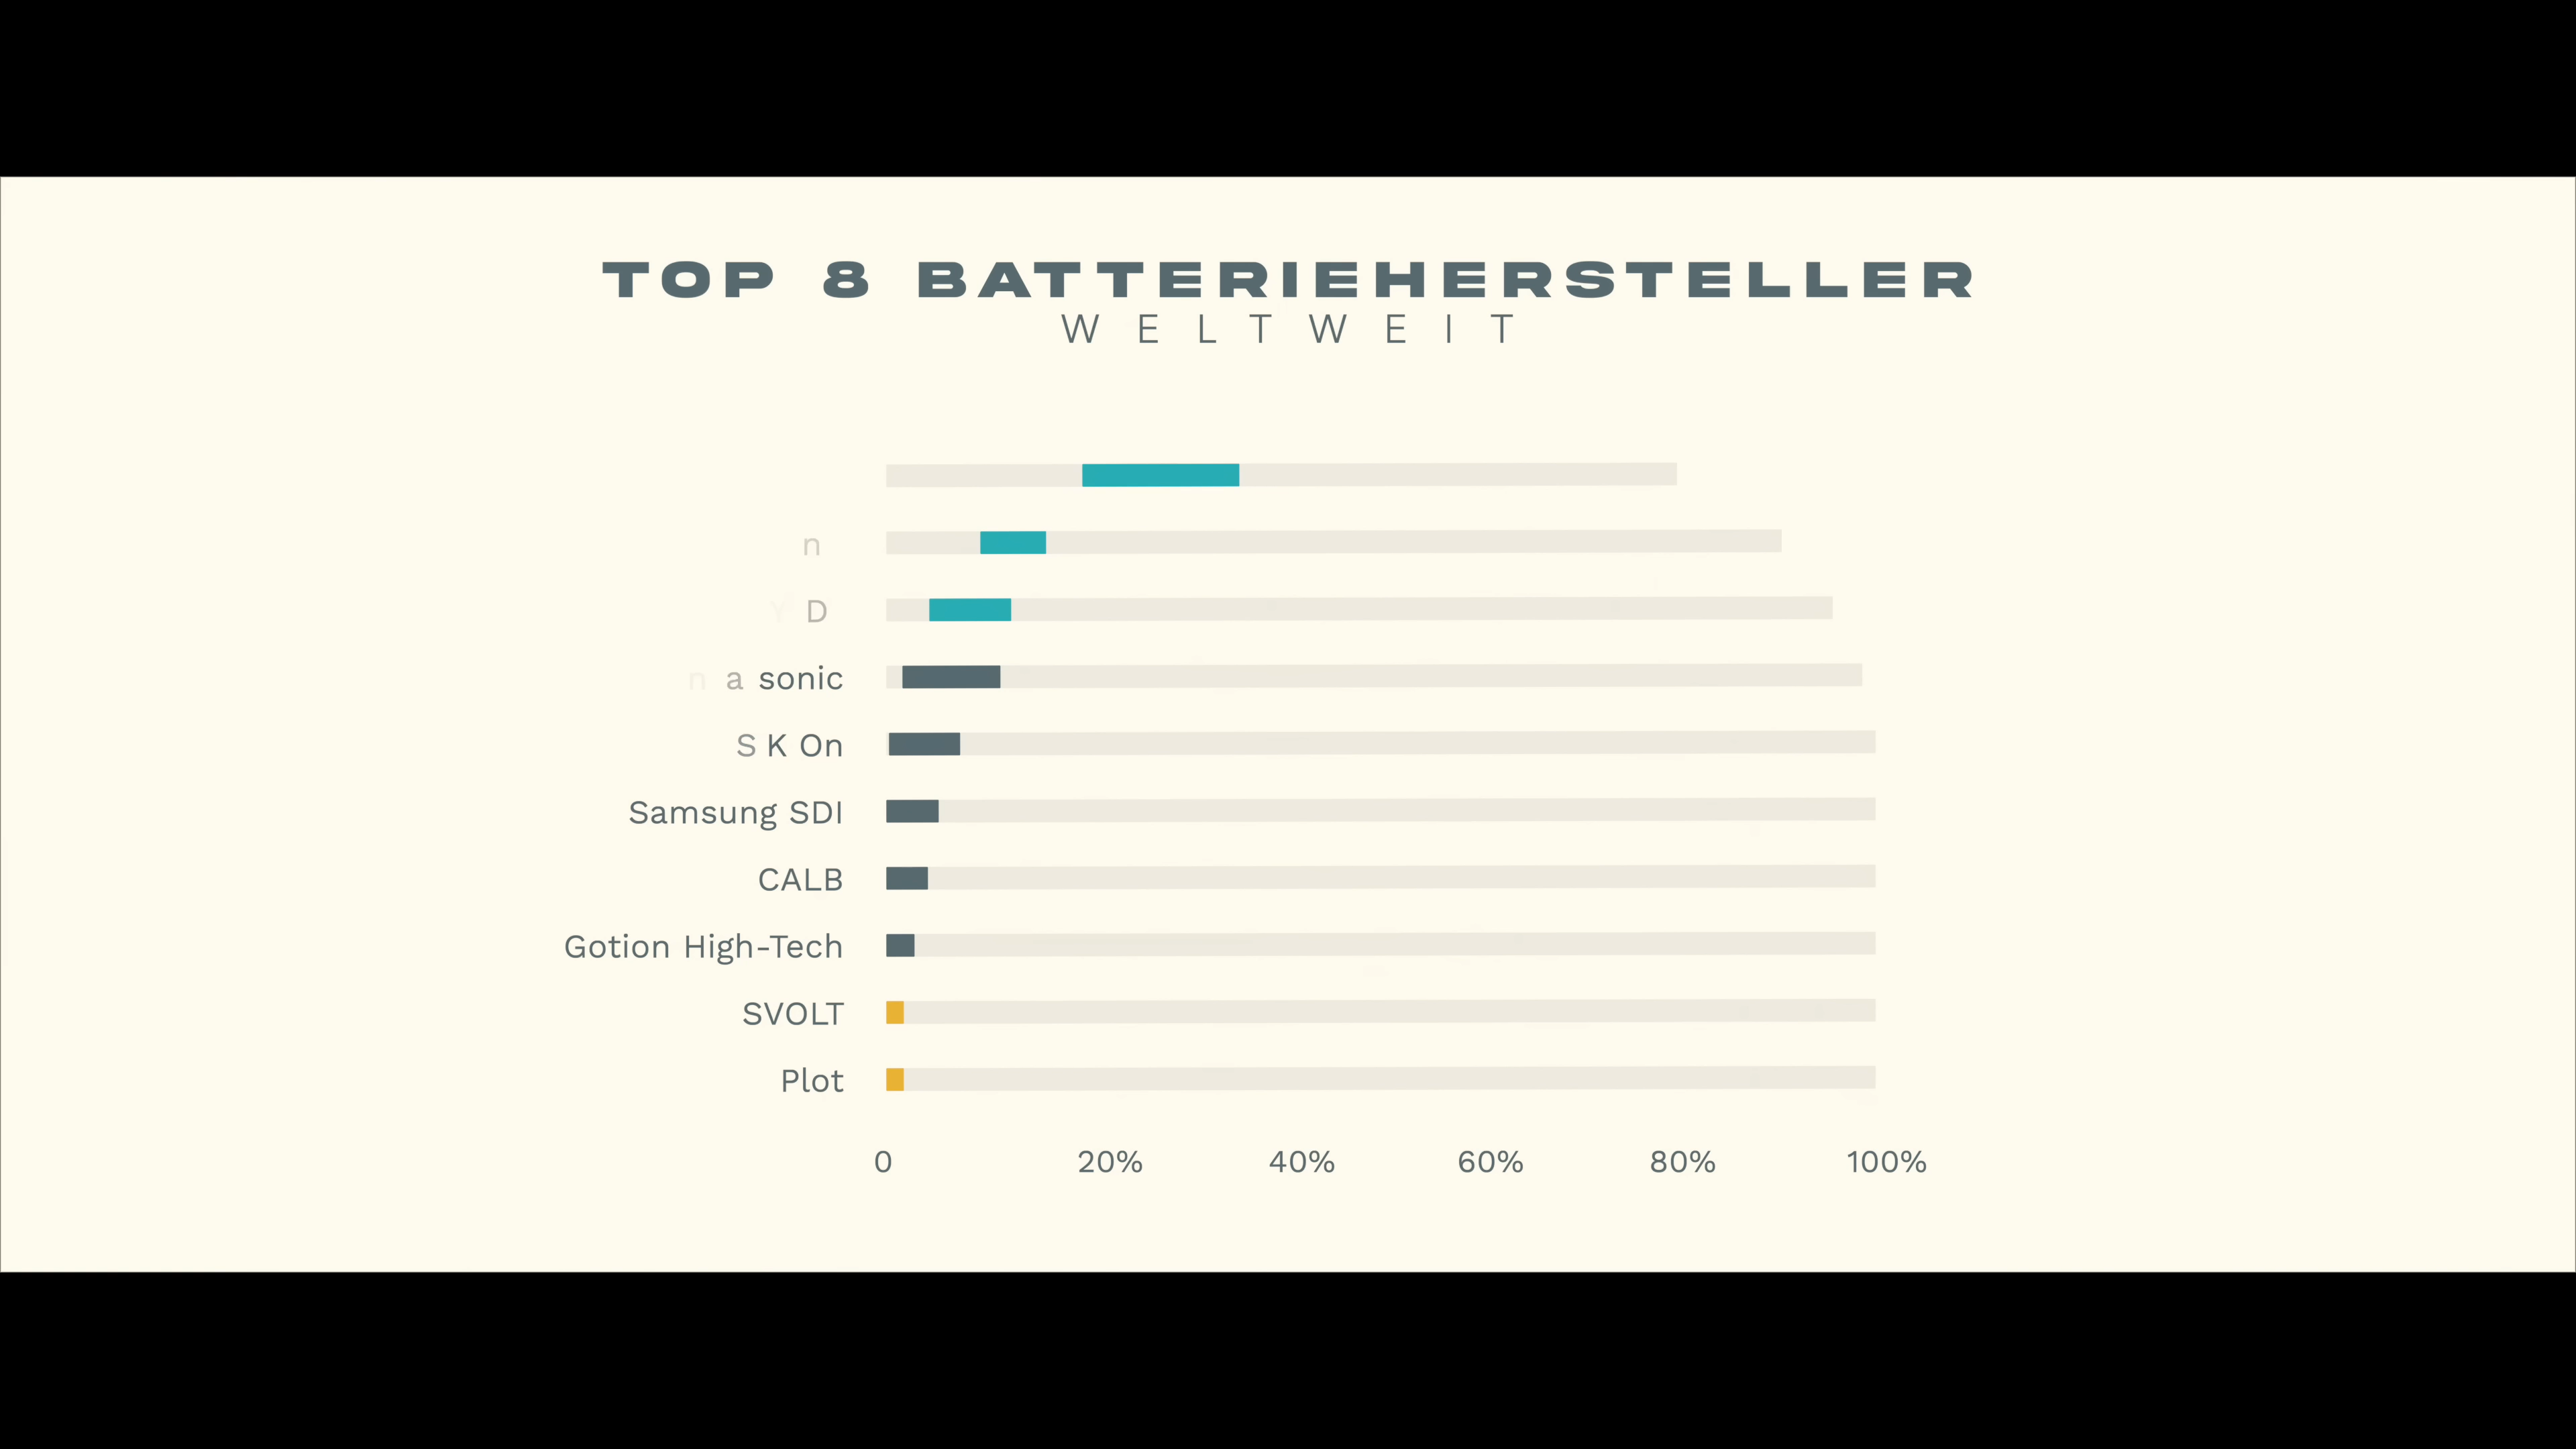 TOP 8 BATTERIEHERSTELLER
WELTWEIT
n
Y D
n a sonic
S K On
Samsung SDI
CALB
Gotion High-Tech
SVOLT
Plot
0 20% 40% 60% 80% 100%